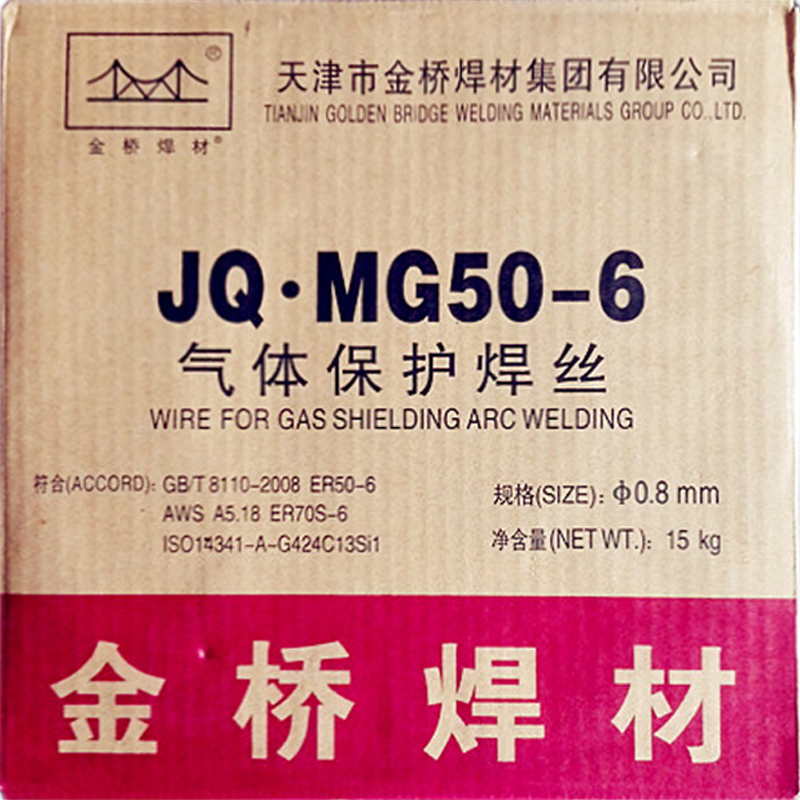 ®
金桥焊材®
天津市金桥焊材集团有限公司
TIANJIN GOLDEN BRIDGE WELDING MATERIALS GROUP CO.,LTD.
JQ·MG50-6
气体保护焊丝
WIRE FOR GAS SHIELDING ARC WELDING
符合(ACCORD): GB/T 8110-2008 ER50-6
AWS A5.18 ER70S-6
ISO14341-A-G424C13Si1
规格(SIZE): Φ0.8 mm
净含量(NET WT.): 15 kg
金桥焊材